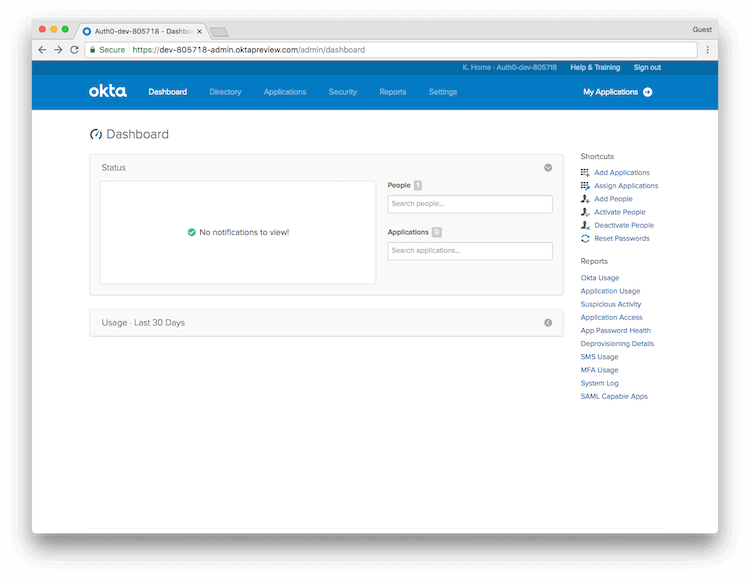 Auth0-dev-805718 - Dashbo
Guest
Secure https://dev-805718-admin.oktapreview.com/admin/dashboard
K. Home - Auth0-dev-805718 Help & Training Sign out
okta Dashboard Directory Applications Security Reports Settings My Applications
Dashboard
Status
No notifications to view!
People 1
Search people...
Applications 0
Search applications...
Usage · Last 30 Days
Shortcuts
Add Applications
Assign Applications
Add People
Activate People
Deactivate People
Reset Passwords
Reports
Okta Usage
Application Usage
Suspicious Activity
Application Access
App Password Health
Deprovisioning Details
SMS Usage
MFA Usage
System Log
SAML Capable Apps